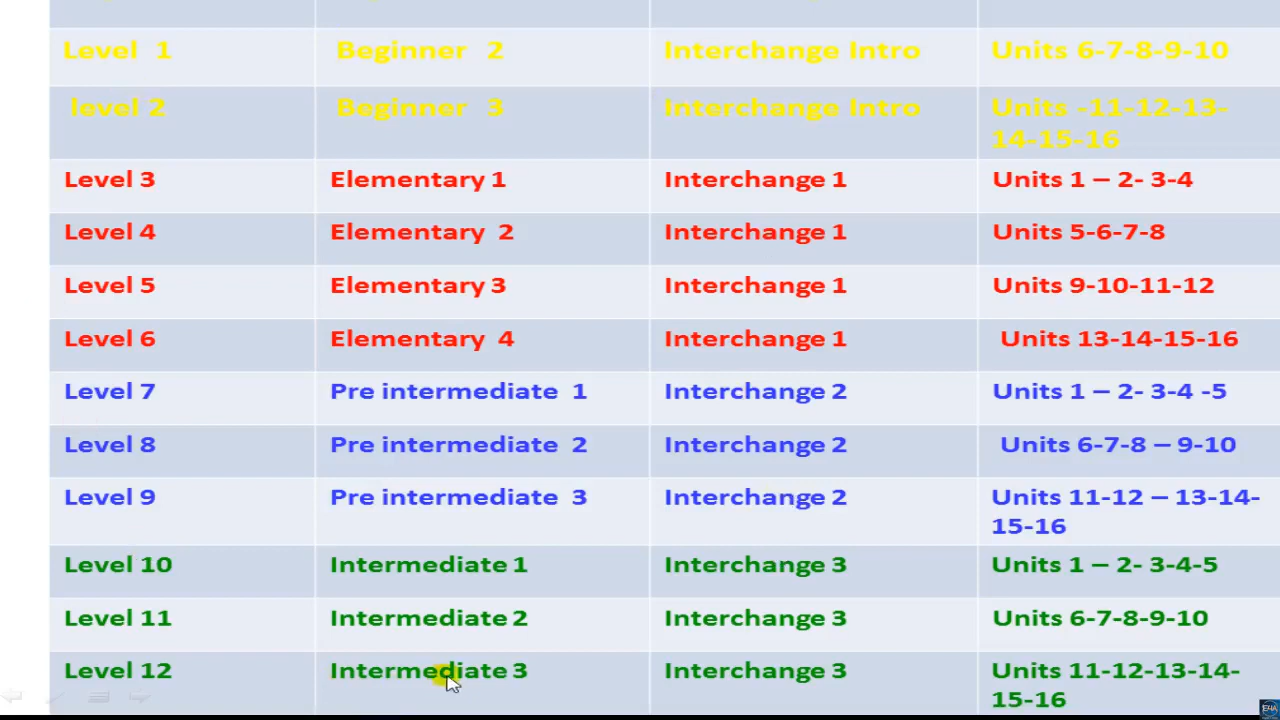 Level 1 Beginner 2 Interchange Intro Units 6-7-8-9-10
level 2 Beginner 3 Interchange Intro Units -11-12-13-
14-15-16
Level 3 Elementary 1 Interchange 1 Units 1 – 2- 3-4
Level 4 Elementary 2 Interchange 1 Units 5-6-7-8
Level 5 Elementary 3 Interchange 1 Units 9-10-11-12
Level 6 Elementary 4 Interchange 1 Units 13-14-15-16
Level 7 Pre intermediate 1 Interchange 2 Units 1 – 2- 3-4 -5
Level 8 Pre intermediate 2 Interchange 2 Units 6-7-8 – 9-10
Level 9 Pre intermediate 3 Interchange 2 Units 11-12 – 13-14-
15-16
Level 10 Intermediate 1 Interchange 3 Units 1 – 2- 3-4-5
Level 11 Intermediate 2 Interchange 3 Units 6-7-8-9-10
Level 12 Intermediate 3 Interchange 3 Units 11-12-13-14-
15-16